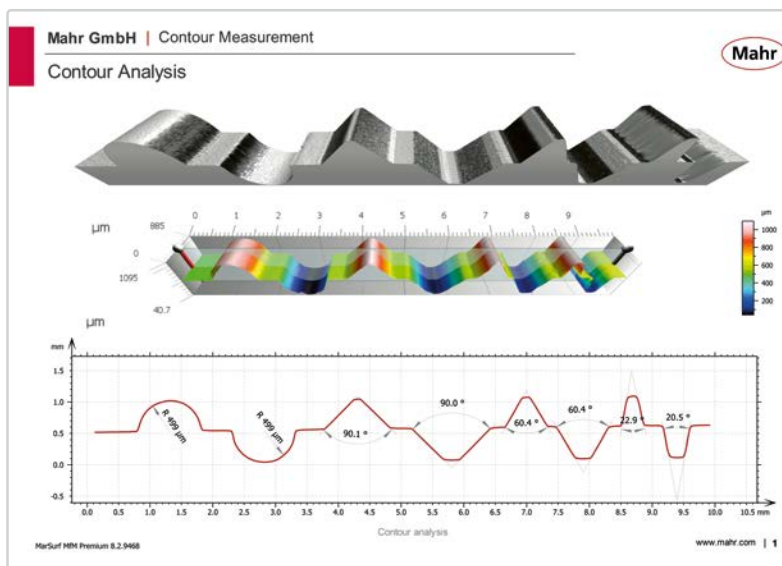 Mahr GmbH | Contour Measurement
Mahr
Contour Analysis
0 1 2 3 4 5 6 7 8 9
µm 885
0
1095
40.7
µm
µm
1000
800
600
400
200
mm
1.5
1.0
0.5
0.0
-0.5
R 499 µm
R 499 µm
90.1 °
90.0 °
60.4 °
60.4 °
20.5 °
0.0 0.5 1.0 1.5 2.0 2.5 3.0 3.5 4.0 4.5 5.0 5.5 6.0 6.5 7.0 7.5 8.0 8.5 9.0 9.5 10.0 10.5 mm
Contour analysis
MarSurf MfM Premium 8.2.9468
www.mahr.com | 1